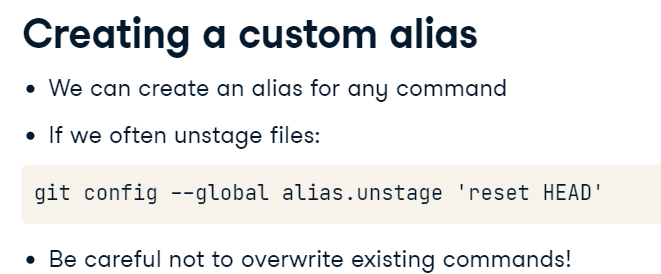 Creating a custom alias
• We can create an alias for any command
• If we often unstage files:
git config --global alias.unstage 'reset HEAD'
• Be careful not to overwrite existing commands!